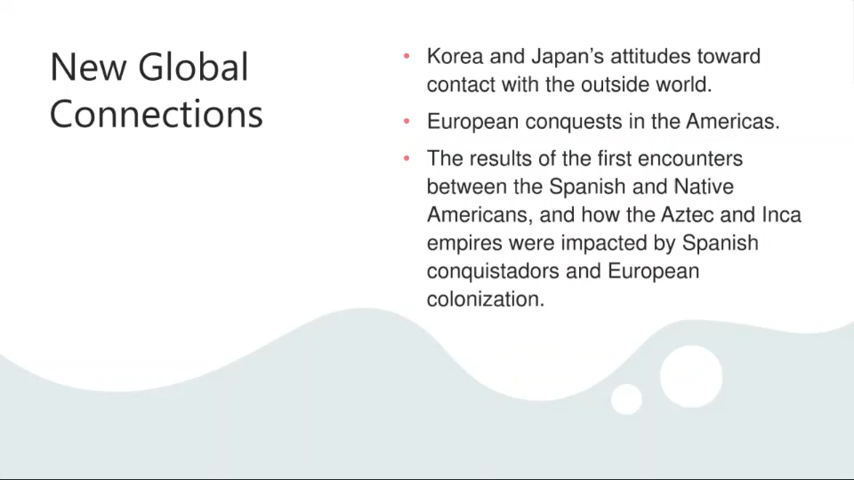 New Global
Connections
• Korea and Japan's attitudes toward
contact with the outside world.
• European conquests in the Americas.
• The results of the first encounters
between the Spanish and Native
Americans, and how the Aztec and Inca
empires were impacted by Spanish
conquistadors and European
colonization.